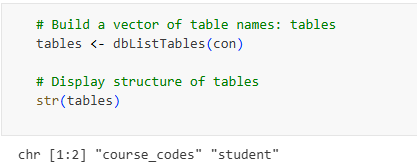 # Build a vector of table names: tables
tables <- dbListTables(con)
# Display structure of tables
str(tables)
chr [1:2] "course_codes" "student"